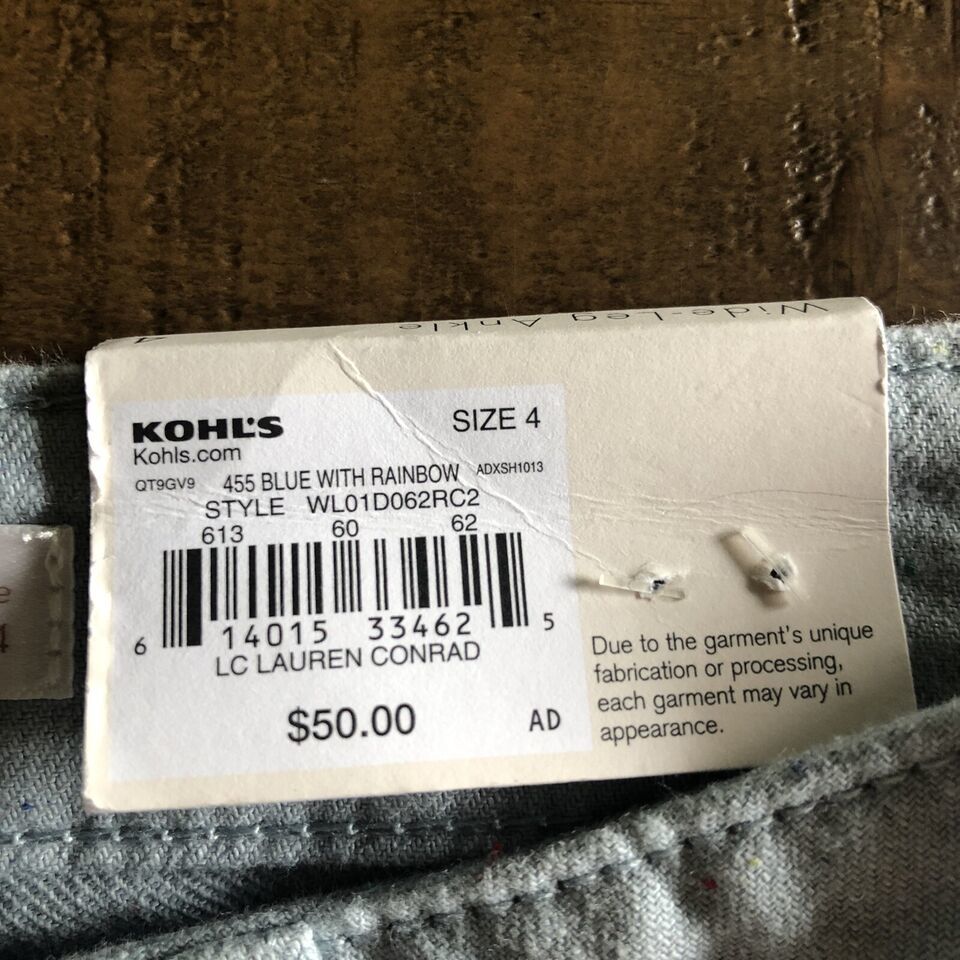 Wide-Leg Ankle 4
KOHL'S
SIZE 4
Kohls.com
QT9GV9 455 BLUE WITH RAINBOW ADXSH1013
STYLE WL01D062RC2
613 60 62
6 14015 33462 5
LC LAUREN CONRAD
$50.00 AD
Due to the garment's unique
fabrication or processing,
each garment may vary in
appearance.
e
4